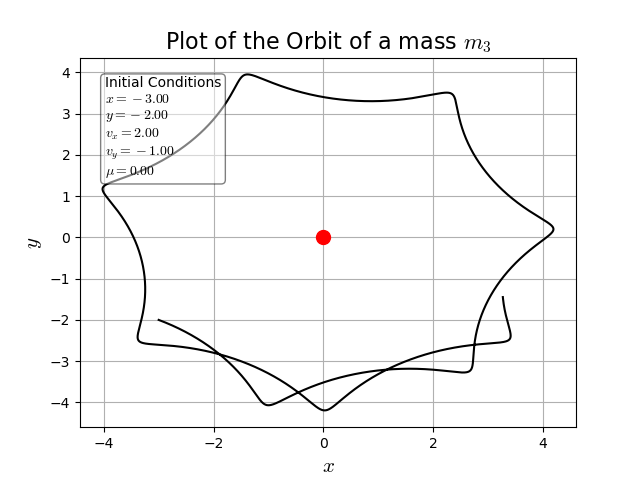 Plot of the Orbit of a mass m₃
Initial Conditions
x = −3.00
y = −2.00
vₓ = 2.00
v_y = −1.00
μ = 0.00
4
3
2
1
0
−1
−2
−3
−4
y
−4
−2
0
2
4
x